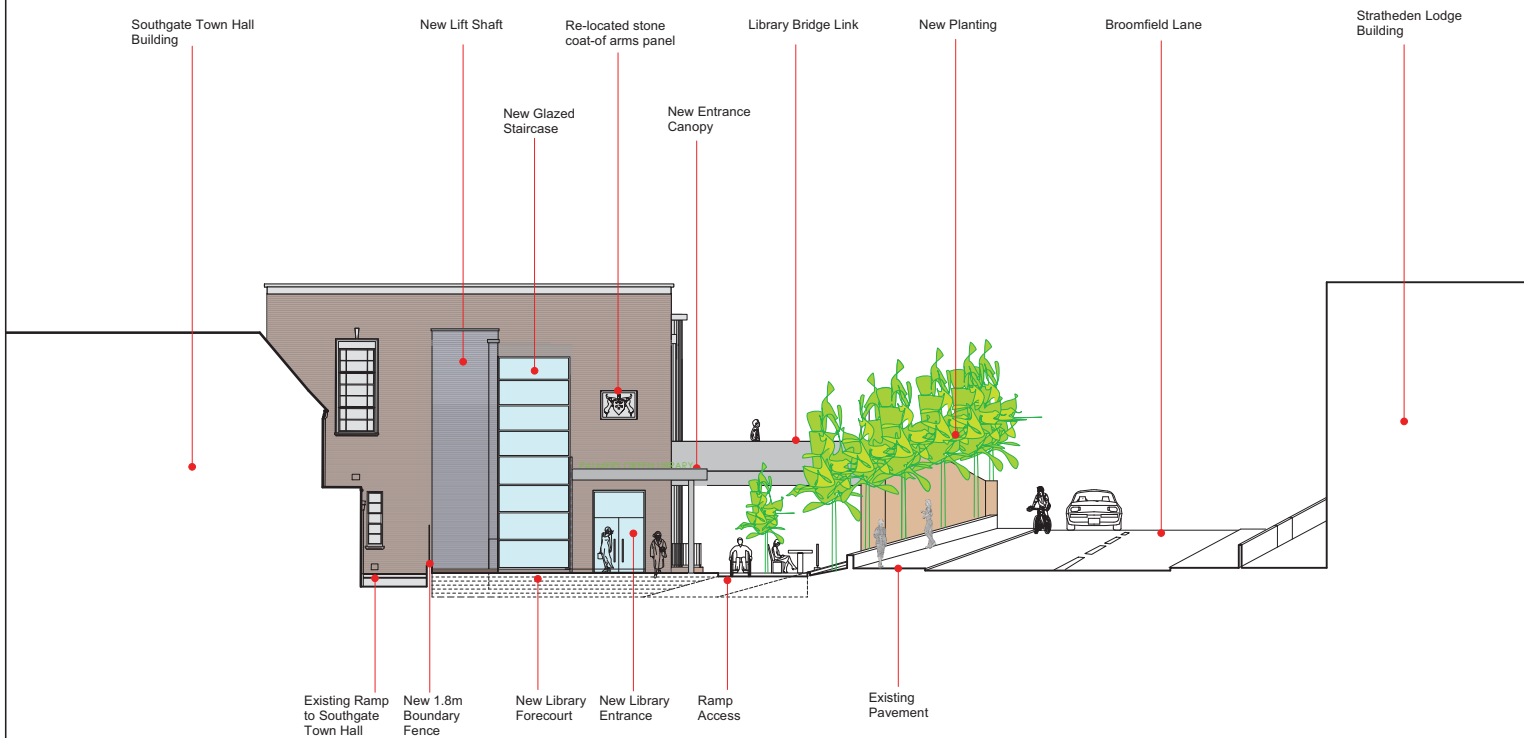 Southgate Town Hall
Building
New Lift Shaft
Re-located stone
coat-of arms panel
Library Bridge Link
New Planting
Broomfield Lane
Stratheden Lodge
Building
New Glazed
Staircase
New Entrance
Canopy
Existing Ramp
to Southgate
Town Hall
New 1.8m
Boundary
Fence
New Library
Forecourt
New Library
Entrance
Ramp
Access
Existing
Pavement